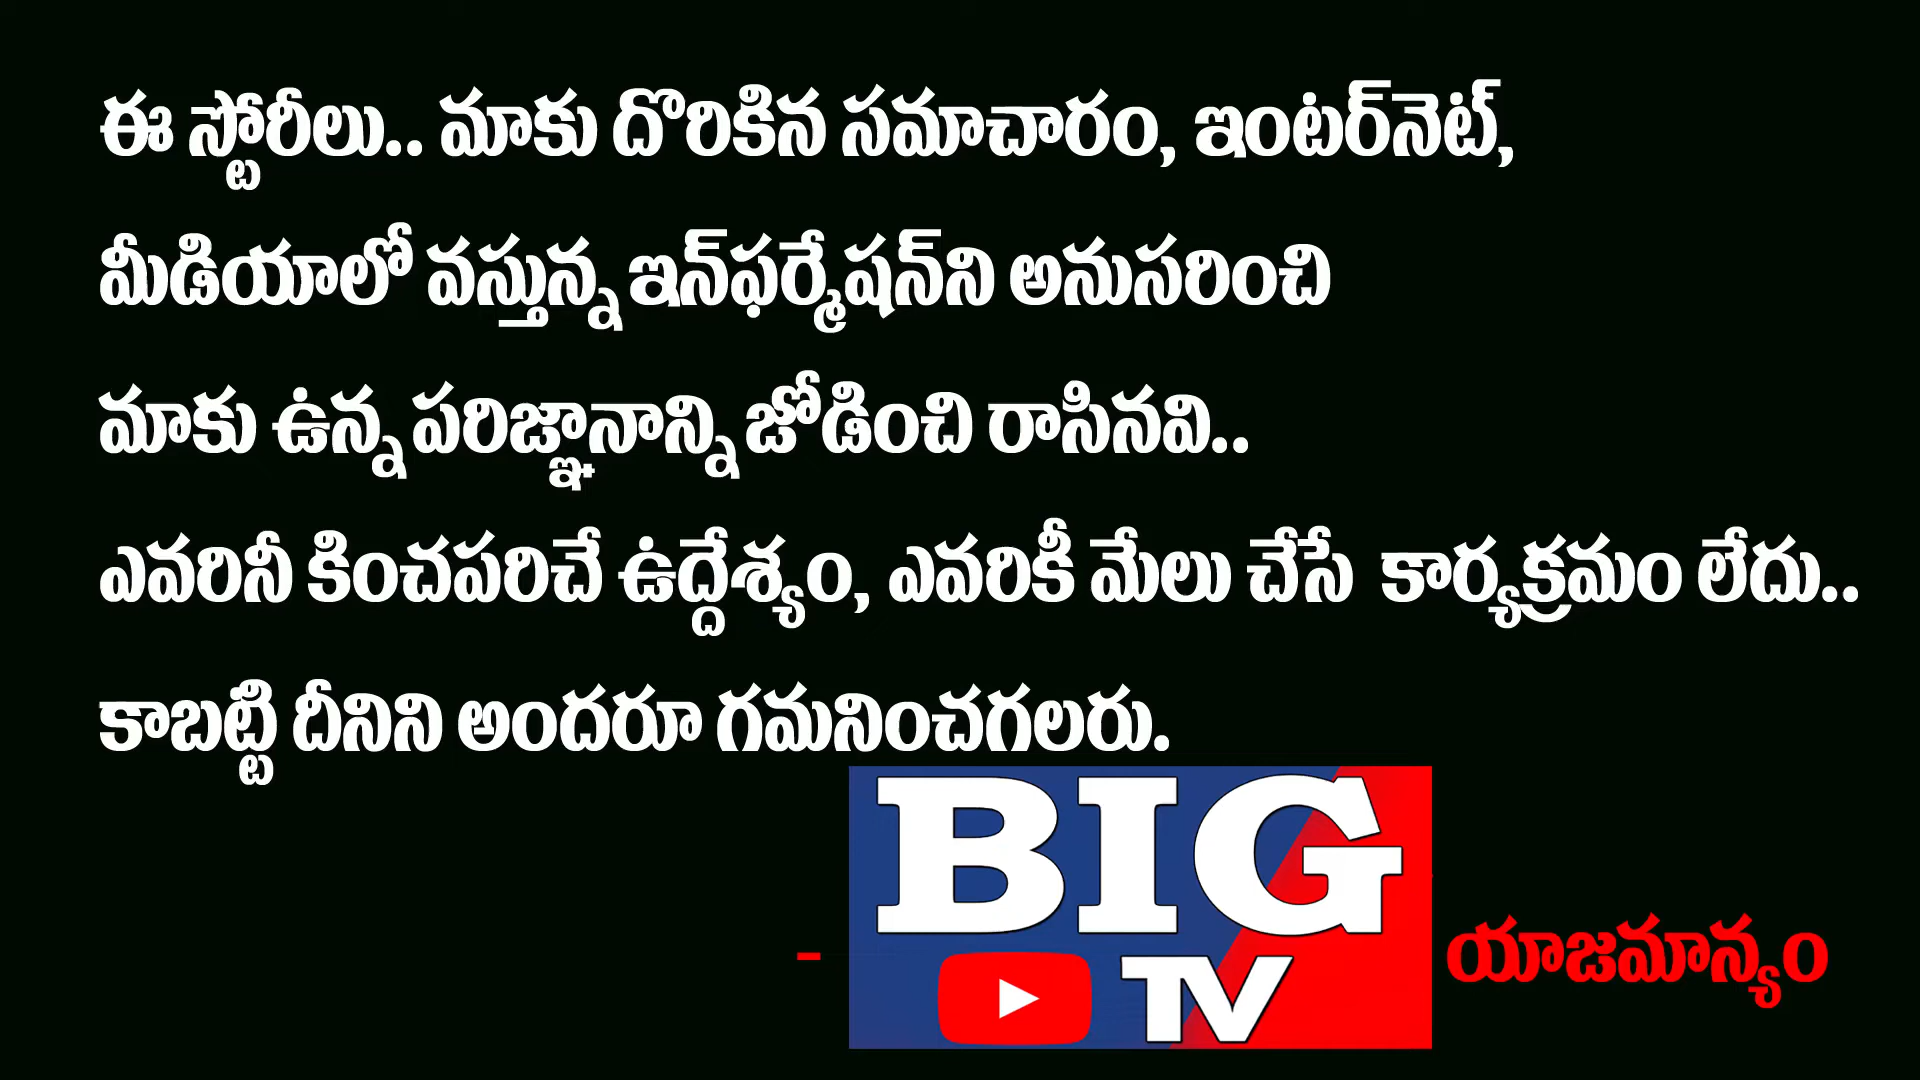 ఈ స్టోరీలు.. మాకు దొరికిన సమాచారం, ఇంటర్‌నెట్,
మీడియాలో వస్తున్న ఇన్‌ఫర్మేషన్‌ని అనుసరించి
మాకు ఉన్న పరిజ్ఞానాన్ని జోడించి రాసినవి..
ఎవరినీ కించపరిచే ఉద్దేశ్యం, ఎవరికీ మేలు చేసే కార్యక్రమం లేదు..
కాబట్టి దీనిని అందరూ గమనించగలరు.
BIG
TV
- యాజమాన్యం